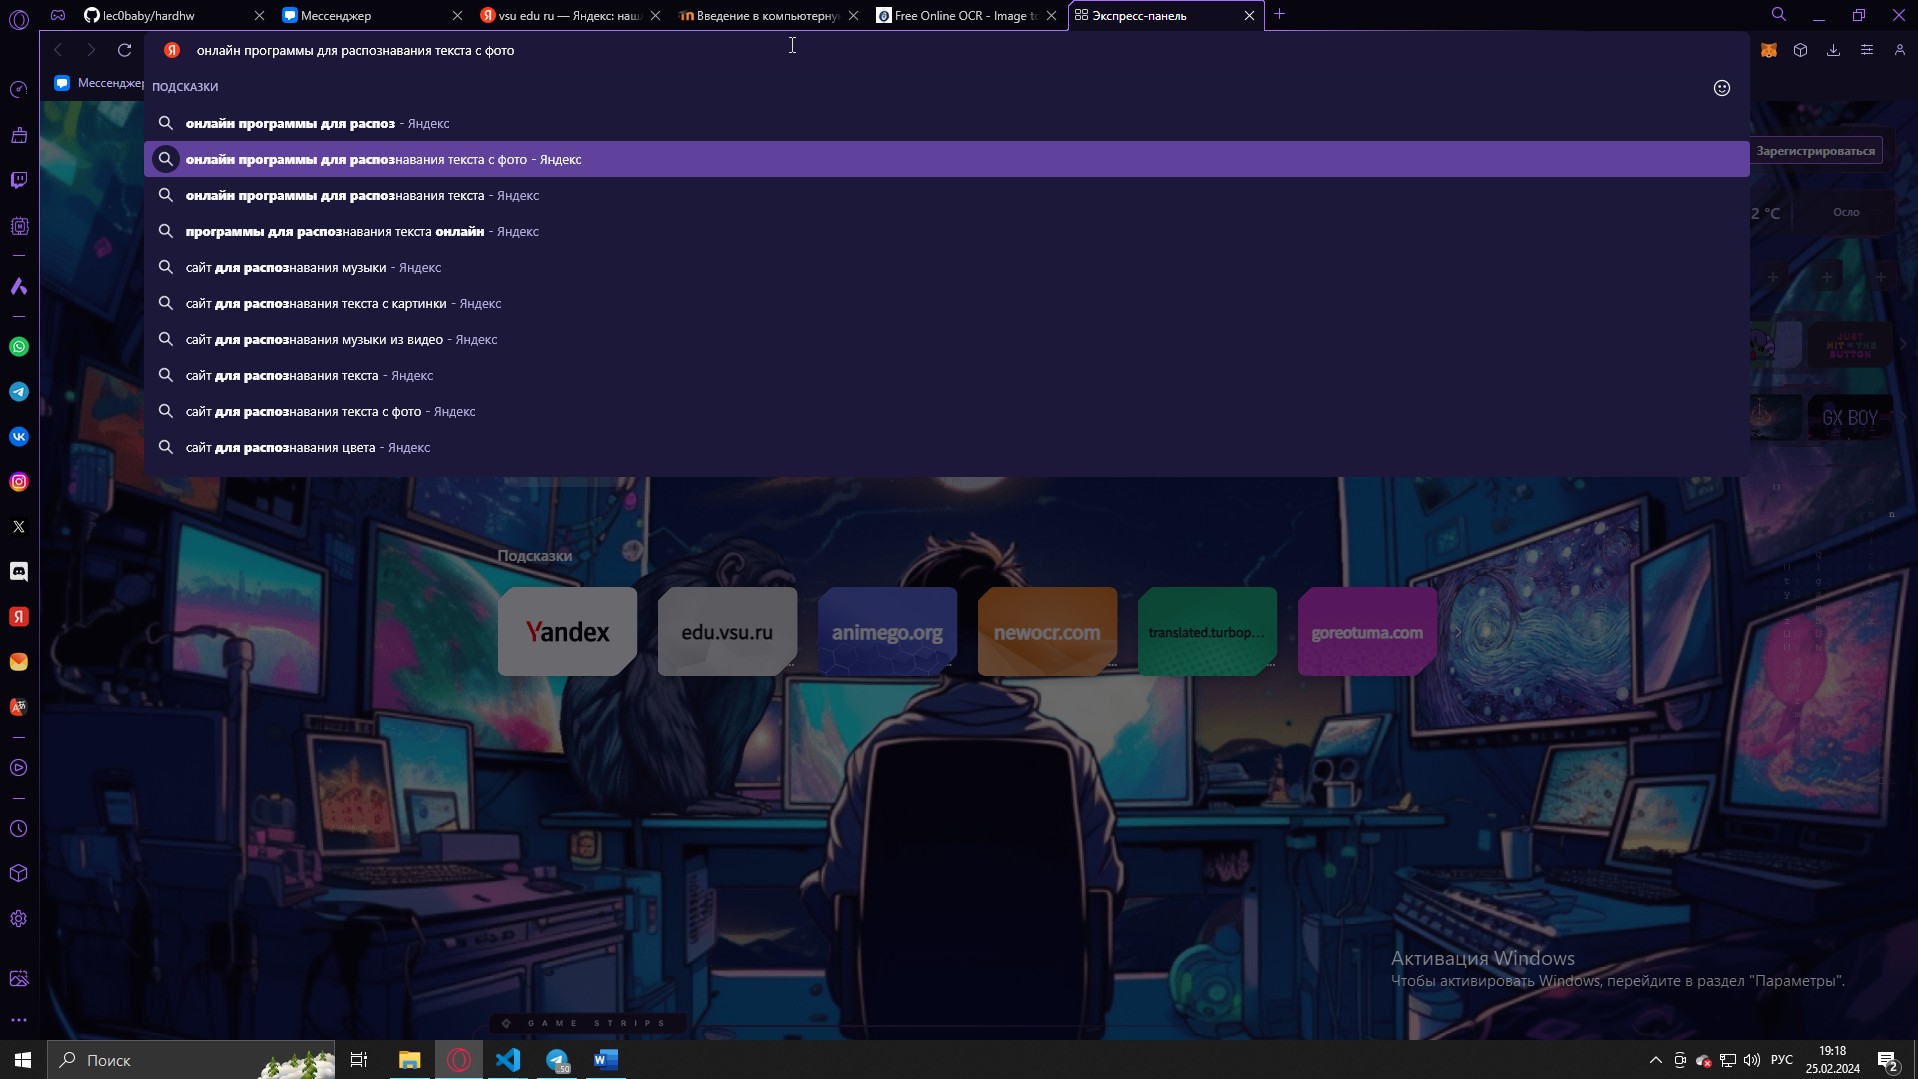 lec0baby/hardhw
Мессенджер
vsu edu ru — Яндекс: наш
Введение в компьютерну
Free Online OCR - Image to
Экспресс-панель
онлайн программы для распознавания текста с фото
Мессенджер
ПОДСКАЗКИ
онлайн программы для распоз - Яндекс
онлайн программы для распознавания текста с фото - Яндекс
онлайн программы для распознавания текста - Яндекс
программы для распознавания текста онлайн - Яндекс
сайт для распознавания музыки - Яндекс
сайт для распознавания текста с картинки - Яндекс
сайт для распознавания музыки из видео - Яндекс
сайт для распознавания текста - Яндекс
сайт для распознавания текста с фото - Яндекс
сайт для распознавания цвета - Яндекс
Зарегистрироваться
2 °C
Осло
JUST
HIT THE
BUTTON
GX BOY
Подсказки
Yandex
edu.vsu.ru
animego.org
newocr.com
translated.turbop...
goreotuma.com
Активация Windows
Чтобы активировать Windows, перейдите в раздел "Параметры".
GAME STRIPS
Поиск
50
РУС
19:18
25.02.2024
2